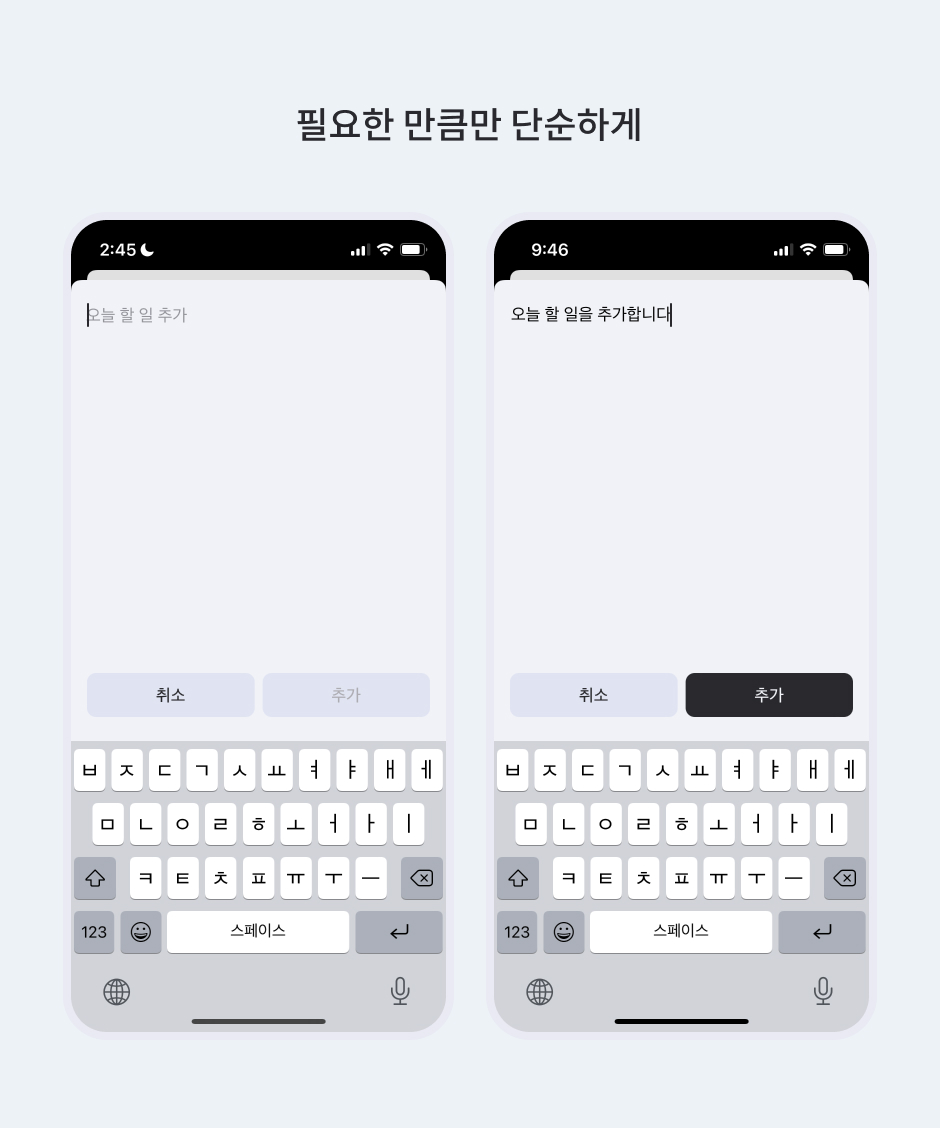 필요한 만큼만 단순하게
2:45
오늘 할 일 추가
취소 추가
ㅂ ㅈ ㄷ ㄱ ㅅ ㅛ ㅕ ㅑ ㅐ ㅔ
ㅁ ㄴ ㅇ ㄹ ㅎ ㅗ ㅓ ㅏ ㅣ
ㅋ ㅌ ㅊ ㅍ ㅠ ㅜ ㅡ
123 스페이스
9:46
오늘 할 일을 추가합니다
취소 추가
ㅂ ㅈ ㄷ ㄱ ㅅ ㅛ ㅕ ㅑ ㅐ ㅔ
ㅁ ㄴ ㅇ ㄹ ㅎ ㅗ ㅓ ㅏ ㅣ
ㅋ ㅌ ㅊ ㅍ ㅠ ㅜ ㅡ
123 스페이스